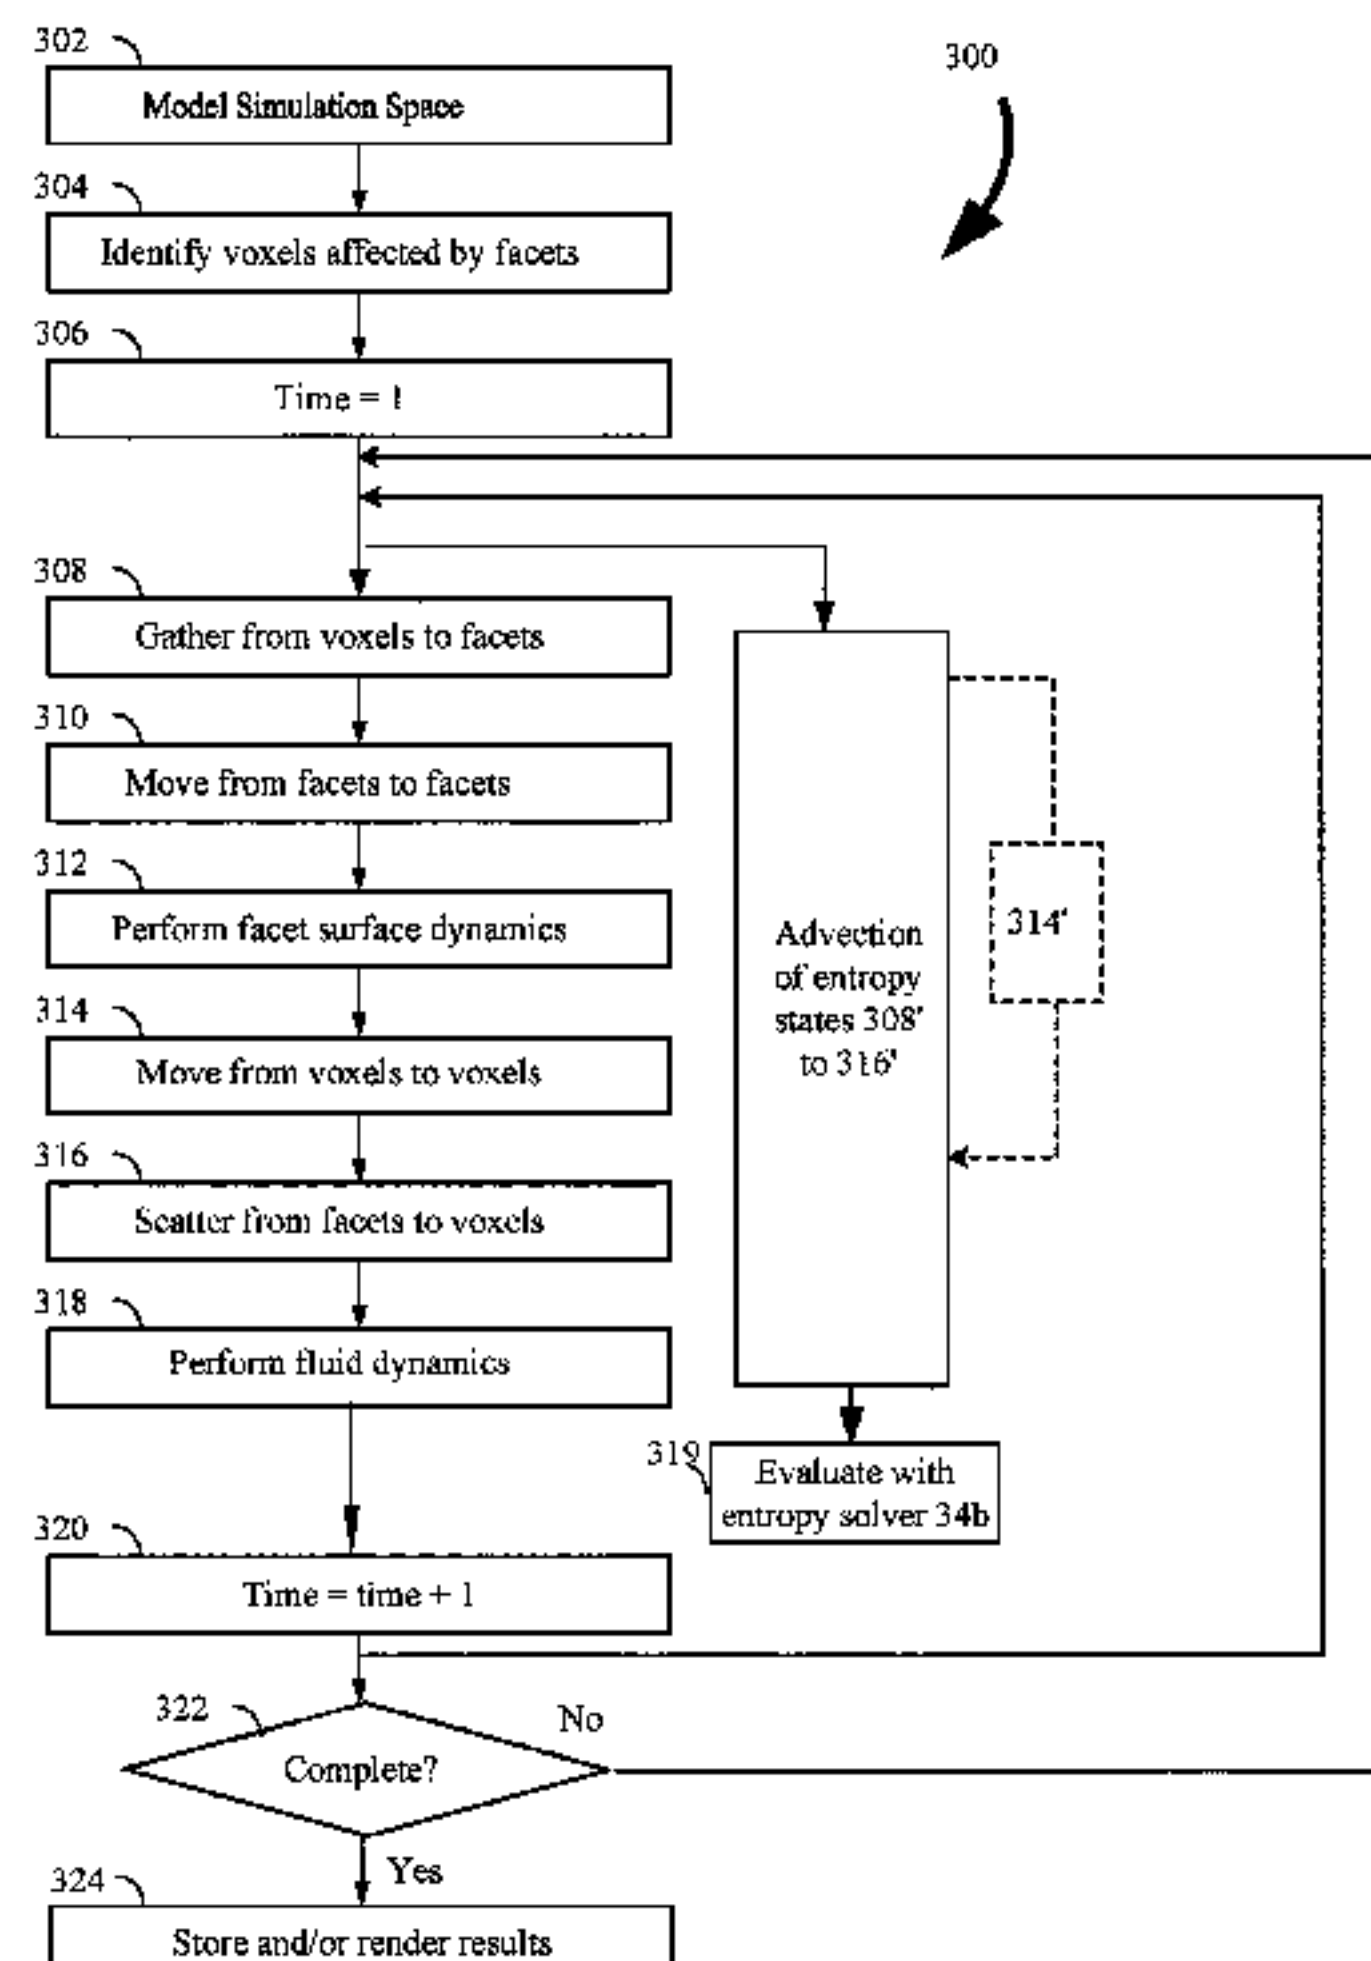 302
300
Model Simulation Space
304
Identify voxels affected by facets
306
Time = 1
308
Gather from voxels to facets
310
Move from facets to facets
312
Perform facet surface dynamics
314
Move from voxels to voxels
316
Scatter from facets to voxels
318
Perform fluid dynamics
Advection
of entropy
states 308'
to 316'
314'
319
Evaluate with
entropy solver 34b
320
Time = time + 1
322
No
Complete?
Yes
324
Store and/or render results